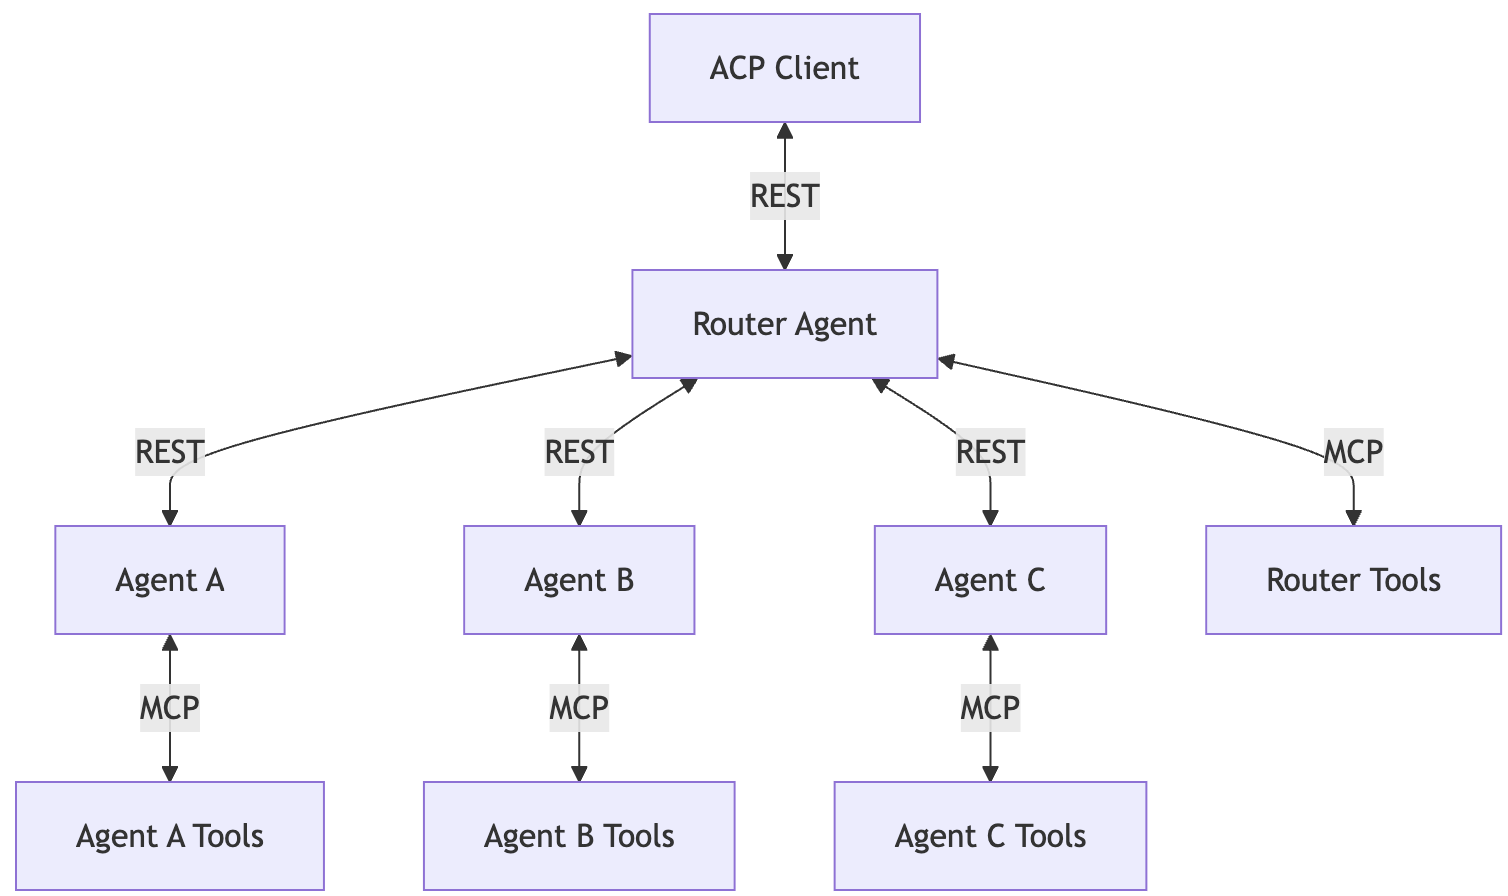 ACP Client
REST
Router Agent
REST
REST
REST
MCP
Agent A
Agent B
Agent C
Router Tools
MCP
MCP
MCP
Agent A Tools
Agent B Tools
Agent C Tools